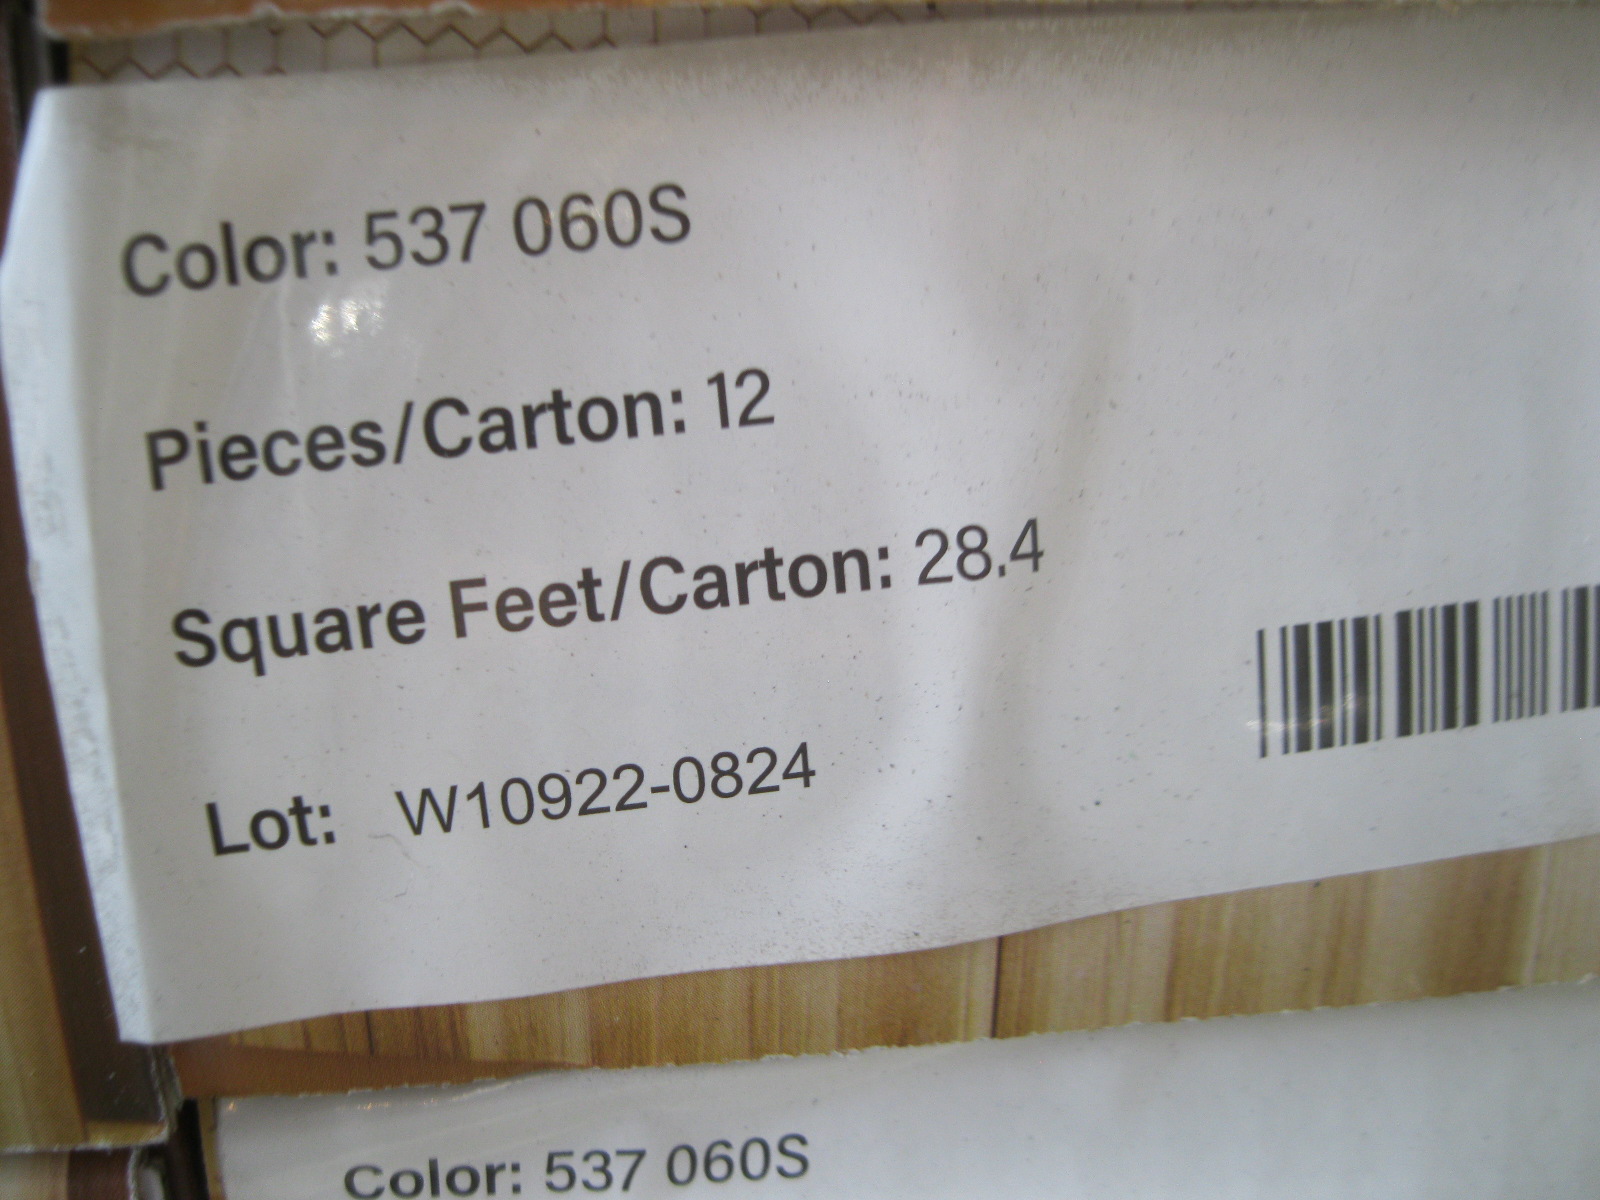 Color: 537 060S
Pieces/Carton: 12
Square Feet/Carton: 28.4
Lot: W10922-0824
Color: 537 060S